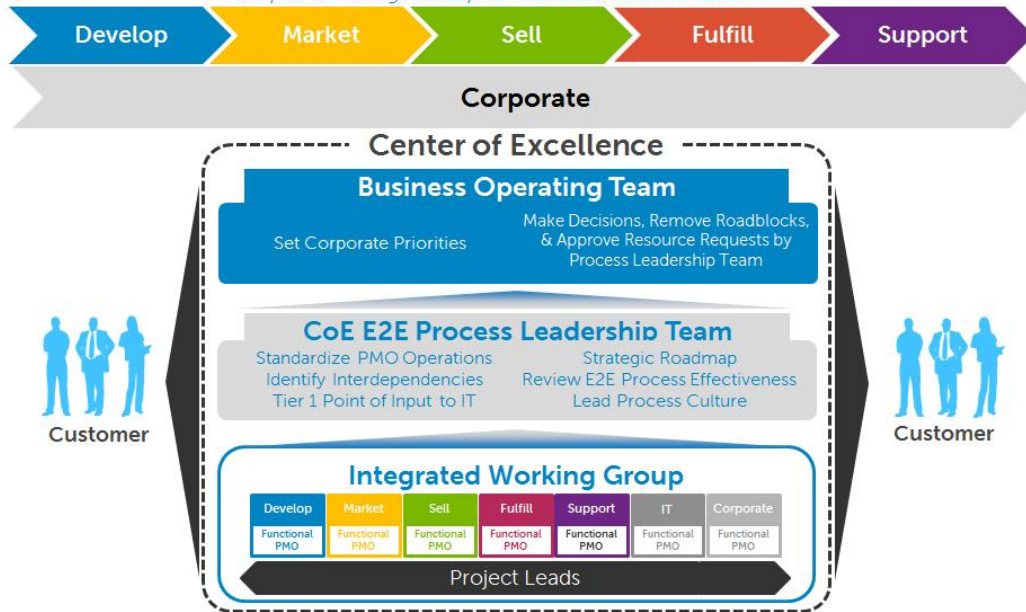 Develop
Market
Sell
Fulfill
Support
Corporate
Center of Excellence
Business Operating Team
Set Corporate Priorities
Make Decisions, Remove Roadblocks,
& Approve Resource Requests by
Process Leadership Team
CoE E2E Process Leadership Team
Standardize PMO Operations
Identify Interdependencies
Tier 1 Point of Input to IT
Strategic Roadmap
Review E2E Process Effectiveness
Lead Process Culture
Customer
Customer
Integrated Working Group
Develop
Market
Sell
Fulfill
Support
IT
Corporate
Functional
PMO
Functional
PMO
Functional
PMO
Functional
PMO
Functional
PMO
Functional
PMO
Functional
PMO
Project Leads